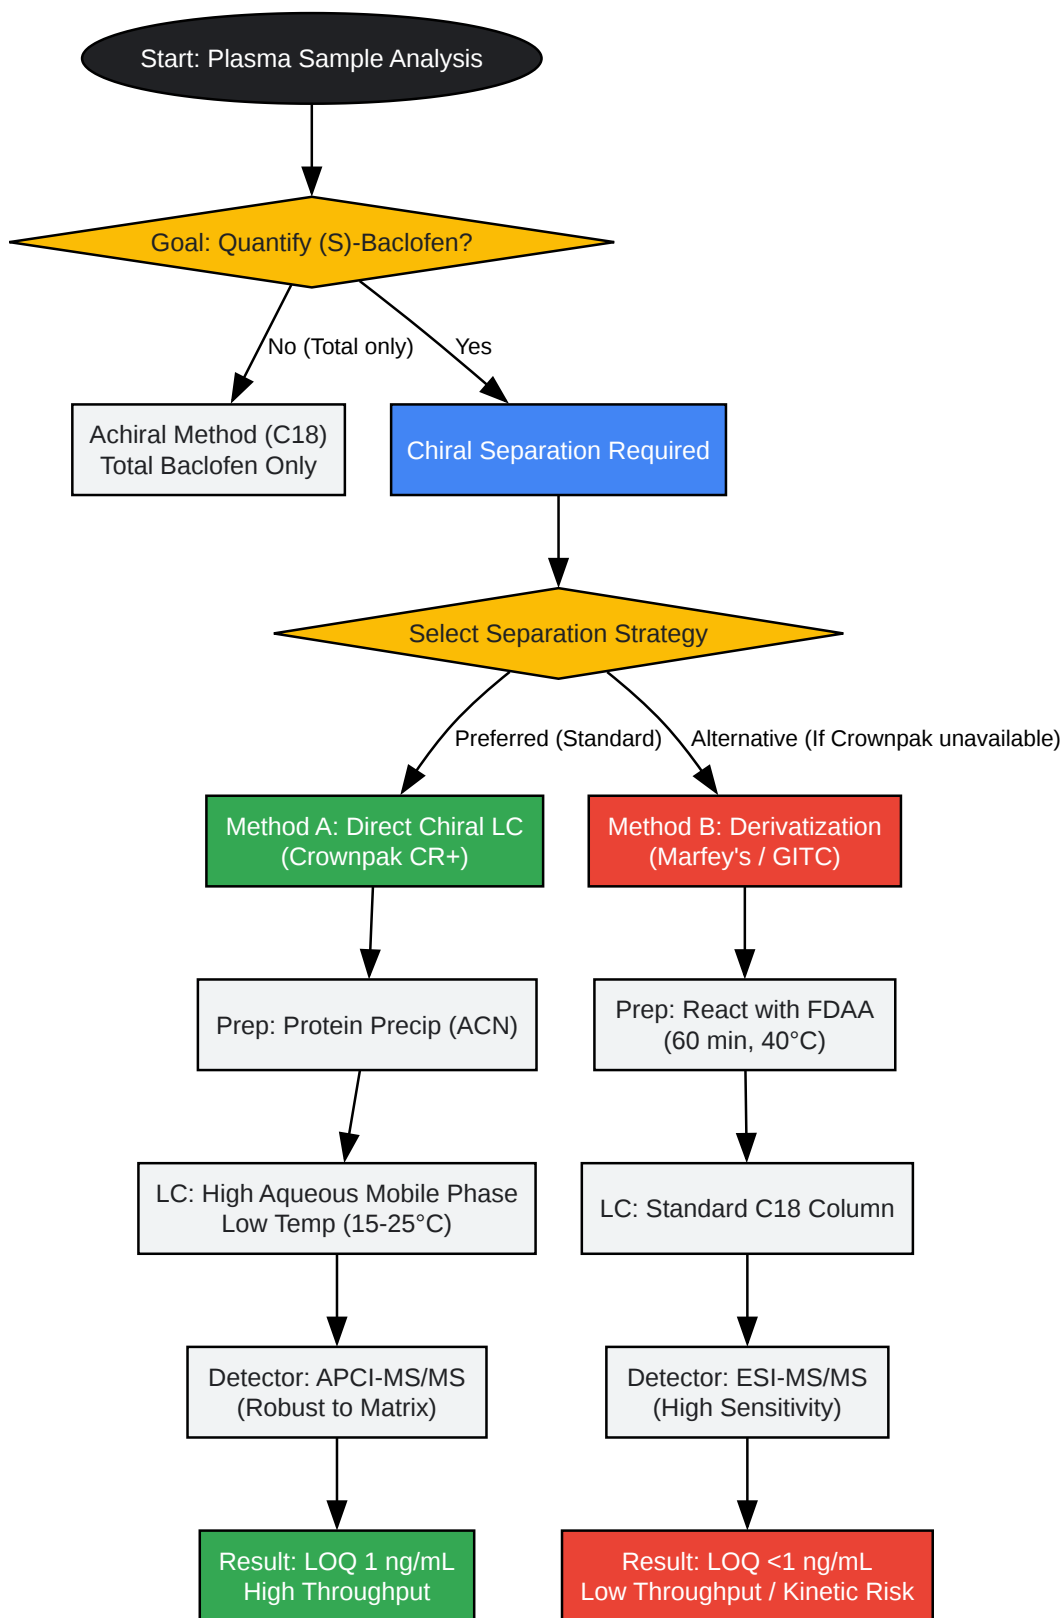 Start: Plasma Sample Analysis
Goal: Quantify (S)-Baclofen?
No (Total only)
Yes
Achiral Method (C18)
Total Baclofen Only
Chiral Separation Required
Select Separation Strategy
Preferred (Standard)
Alternative (If Crownpak unavailable)
Method A: Direct Chiral LC
(Crownpak CR+)
Method B: Derivatization
(Marfey's / GITC)
Prep: Protein Precip (ACN)
Prep: React with FDAA
(60 min, 40°C)
LC: High Aqueous Mobile Phase
Low Temp (15-25°C)
LC: Standard C18 Column
Detector: APCI-MS/MS
(Robust to Matrix)
Detector: ESI-MS/MS
(High Sensitivity)
Result: LOQ 1 ng/mL
High Throughput
Result: LOQ <1 ng/mL
Low Throughput / Kinetic Risk